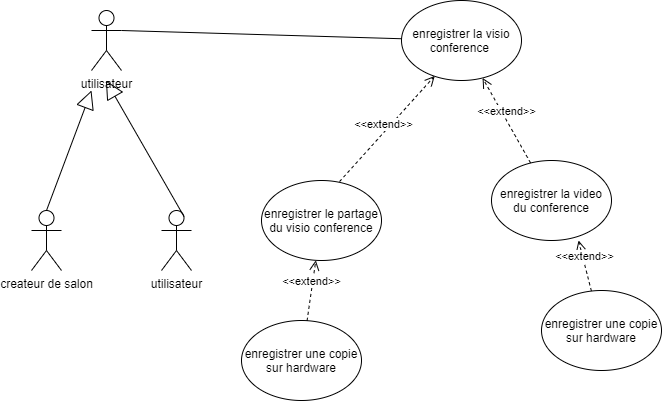 enregistrer la visio
conference
utilisateur
<<extend>>
<<extend>>
enregistrer le partage
du visio conference
enregistrer la video
du conference
createur de salon
utilisateur
<<extend>>
<<extend>>
enregistrer une copie
sur hardware
enregistrer une copie
sur hardware